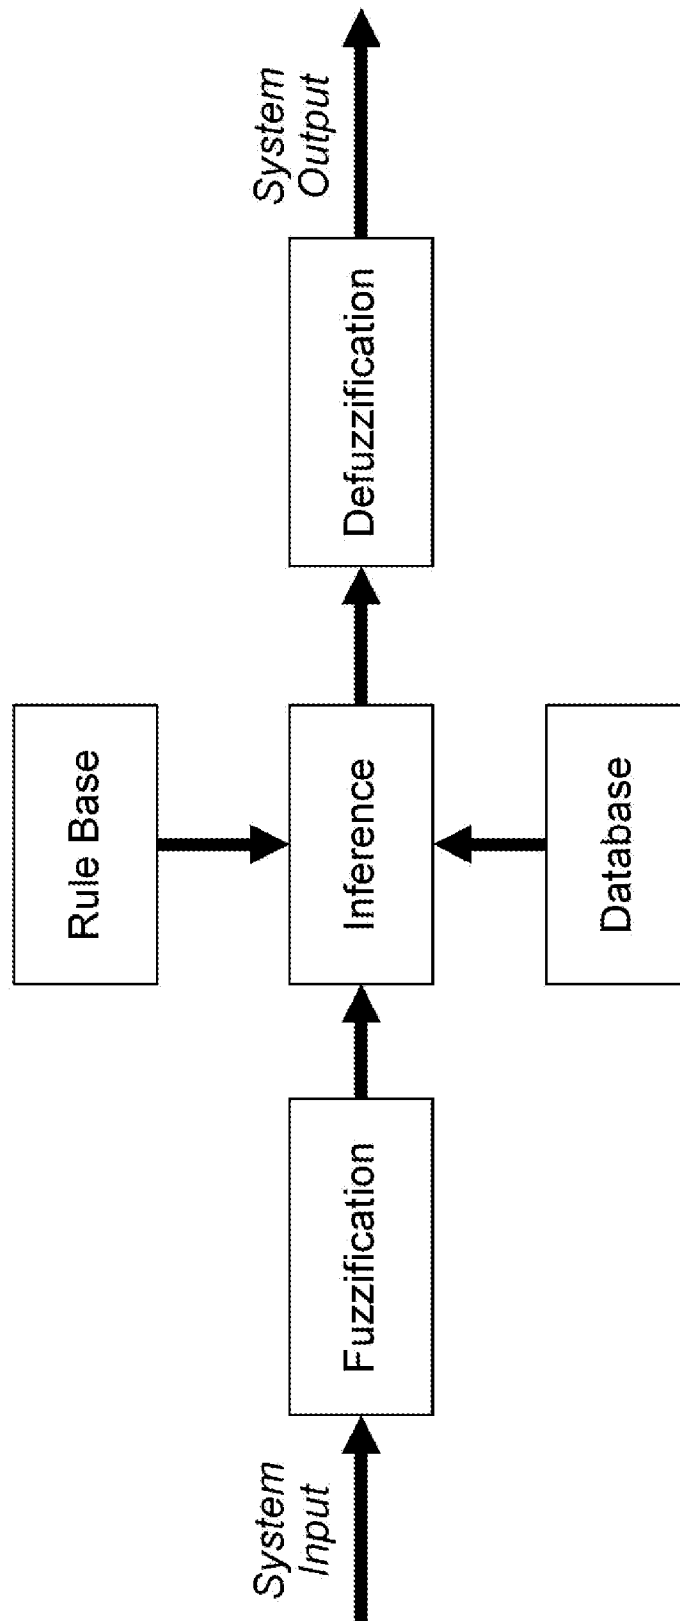 Rule Base
System
Input
Fuzzification
Inference
Defuzzification
System
Output
Database